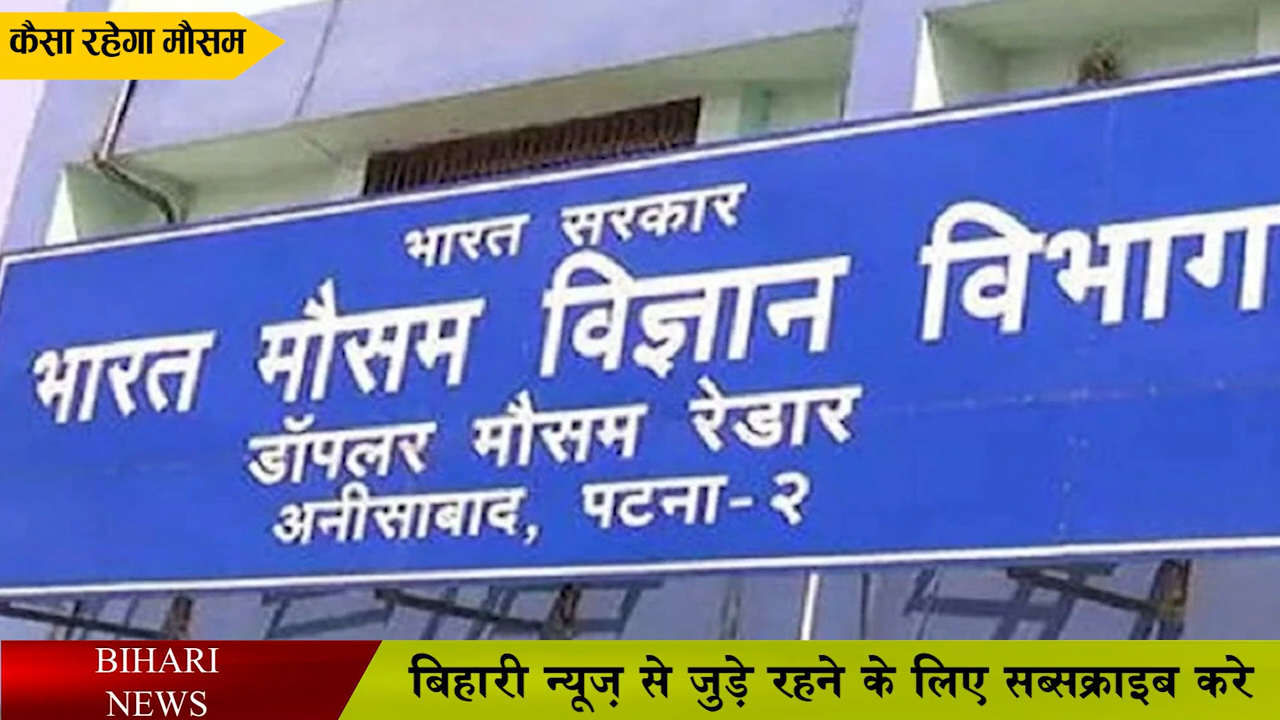 कैसा रहेगा मौसम
भारत सरकार
भारत मौसम विज्ञान विभाग
डॉपलर मौसम रेडार
अनीसाबाद, पटना-२
BIHARI
NEWS
बिहारी न्यूज़ से जुड़े रहने के लिए सब्सक्राइब करे